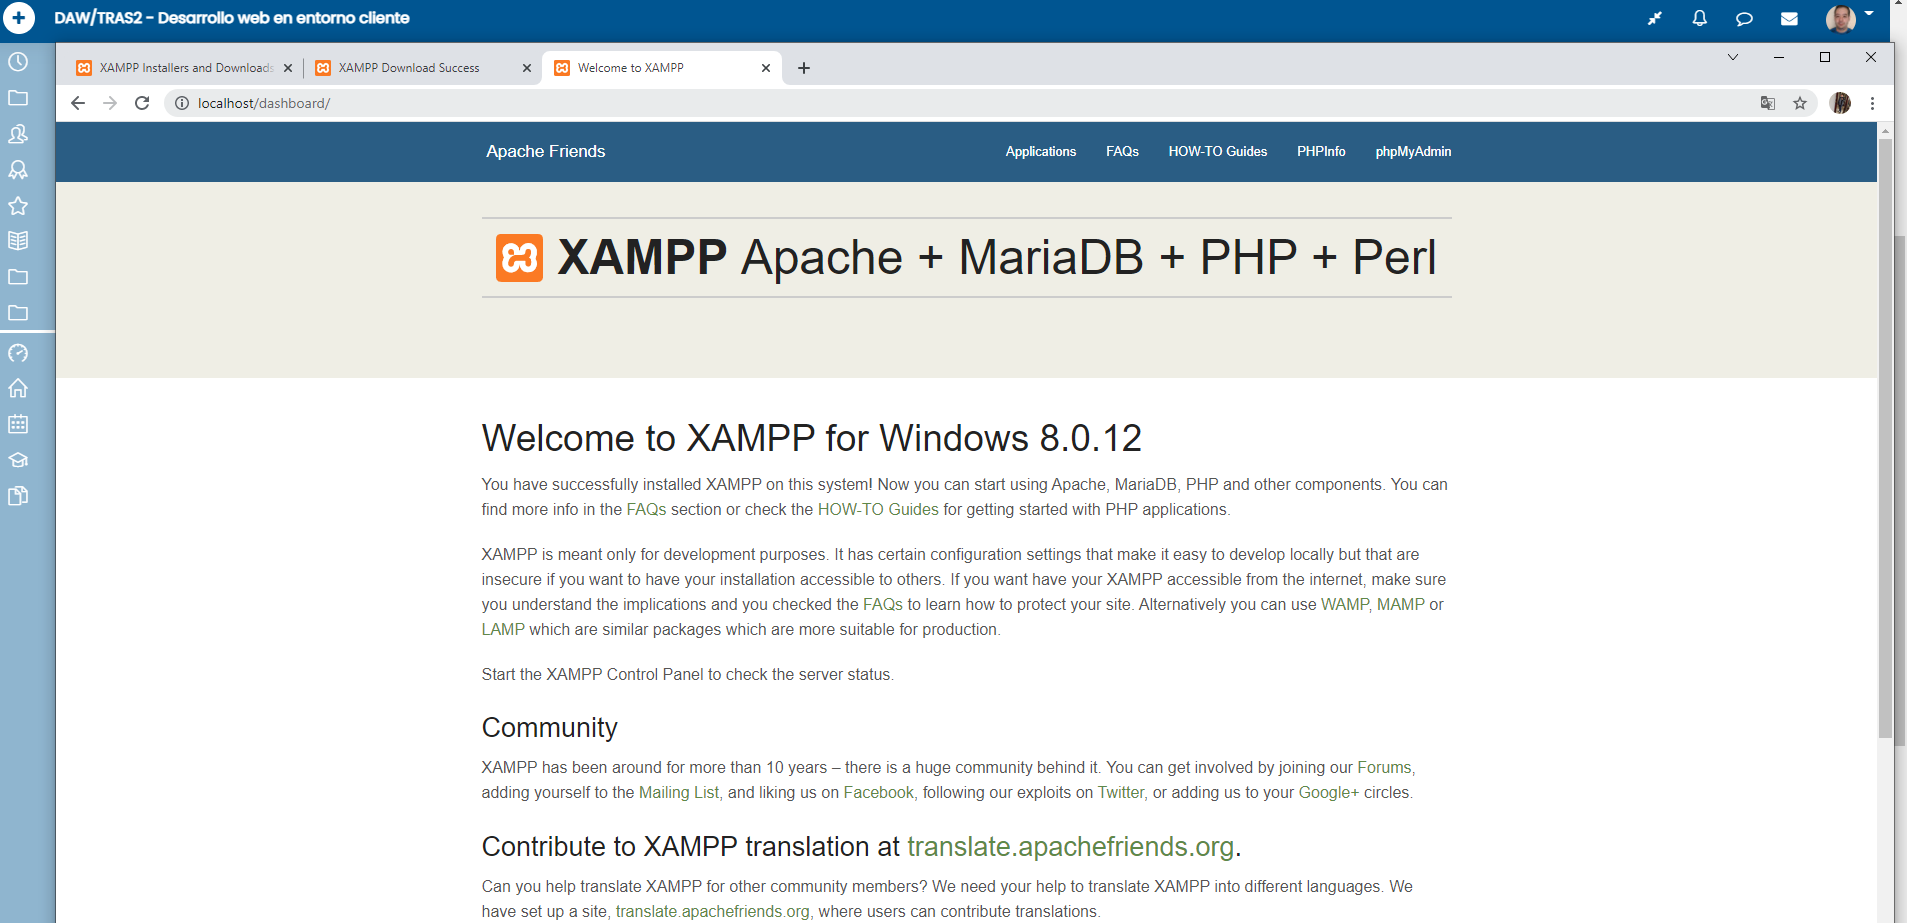 DAW/TRAS2 - Desarrollo web en entorno cliente
XAMPP Installers and Downloads
XAMPP Download Success
Welcome to XAMPP
localhost/dashboard/
Apache Friends
Applications
FAQs
HOW-TO Guides
PHPInfo
phpMyAdmin
XAMPP Apache + MariaDB + PHP + Perl
Welcome to XAMPP for Windows 8.0.12
You have successfully installed XAMPP on this system! Now you can start using Apache, MariaDB, PHP and other components. You can
find more info in the FAQs section or check the HOW-TO Guides for getting started with PHP applications.
XAMPP is meant only for development purposes. It has certain configuration settings that make it easy to develop locally but that are
insecure if you want to have your installation accessible to others. If you want have your XAMPP accessible from the internet, make sure
you understand the implications and you checked the FAQs to learn how to protect your site. Alternatively you can use WAMP, MAMP or
LAMP which are similar packages which are more suitable for production.
Start the XAMPP Control Panel to check the server status.
Community
XAMPP has been around for more than 10 years – there is a huge community behind it. You can get involved by joining our Forums,
adding yourself to the Mailing List, and liking us on Facebook, following our exploits on Twitter, or adding us to your Google+ circles.
Contribute to XAMPP translation at translate.apachefriends.org.
Can you help translate XAMPP for other community members? We need your help to translate XAMPP into different languages. We
have set up a site, translate.apachefriends.org, where users can contribute translations.